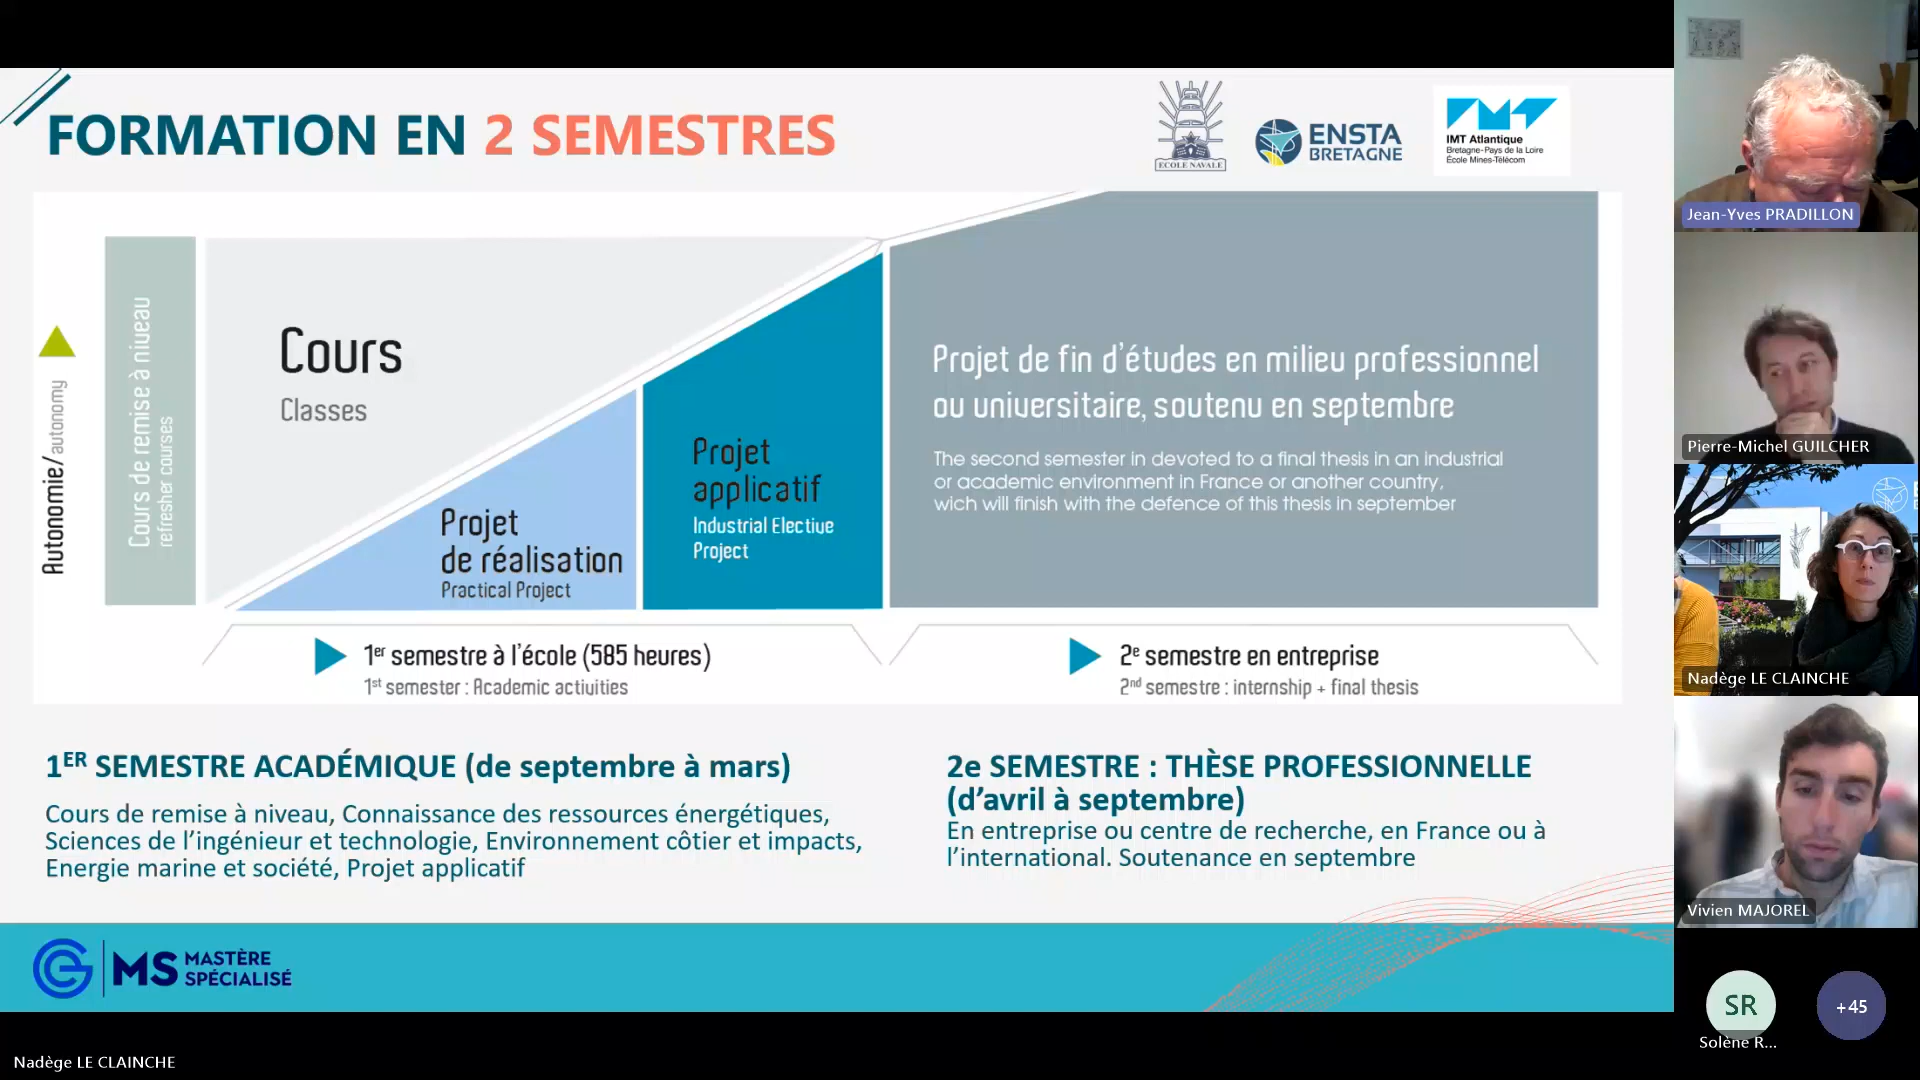 FORMATION EN 2 SEMESTRES
ECOLE NAVALE
ENSTA
BRETAGNE
IMT Atlantique
Bretagne-Pays de la Loire
École Mines-Télécom
Autonomie/autonomy
Cours de remise à niveau
refresher courses
Cours
Classes
Projet
de réalisation
Practical Project
Projet
applicatif
Industrial Elective
Project
Projet de fin d'études en milieu professionnel
ou universitaire, soutenu en septembre
The second semester in devoted to a final thesis in an industrial
or academic environment in France or another country,
wich will finish with the defence of this thesis in september
1er semestre à l'école (585 heures)
1st semester : Academic activities
2e semestre en entreprise
2nd semestre : internship + final thesis
1ER SEMESTRE ACADÉMIQUE (de septembre à mars)
Cours de remise à niveau, Connaissance des ressources énergétiques,
Sciences de l'ingénieur et technologie, Environnement côtier et impacts,
Energie marine et société, Projet applicatif
2e SEMESTRE : THÈSE PROFESSIONNELLE
(d'avril à septembre)
En entreprise ou centre de recherche, en France ou à
l'international. Soutenance en septembre
MS MASTÈRE
SPÉCIALISÉ
Nadège LE CLAINCHE
Jean-Yves PRADILLON
Pierre-Michel GUILCHER
Nadège LE CLAINCHE
Vivien MAJOREL
SR
Solène R...
+45